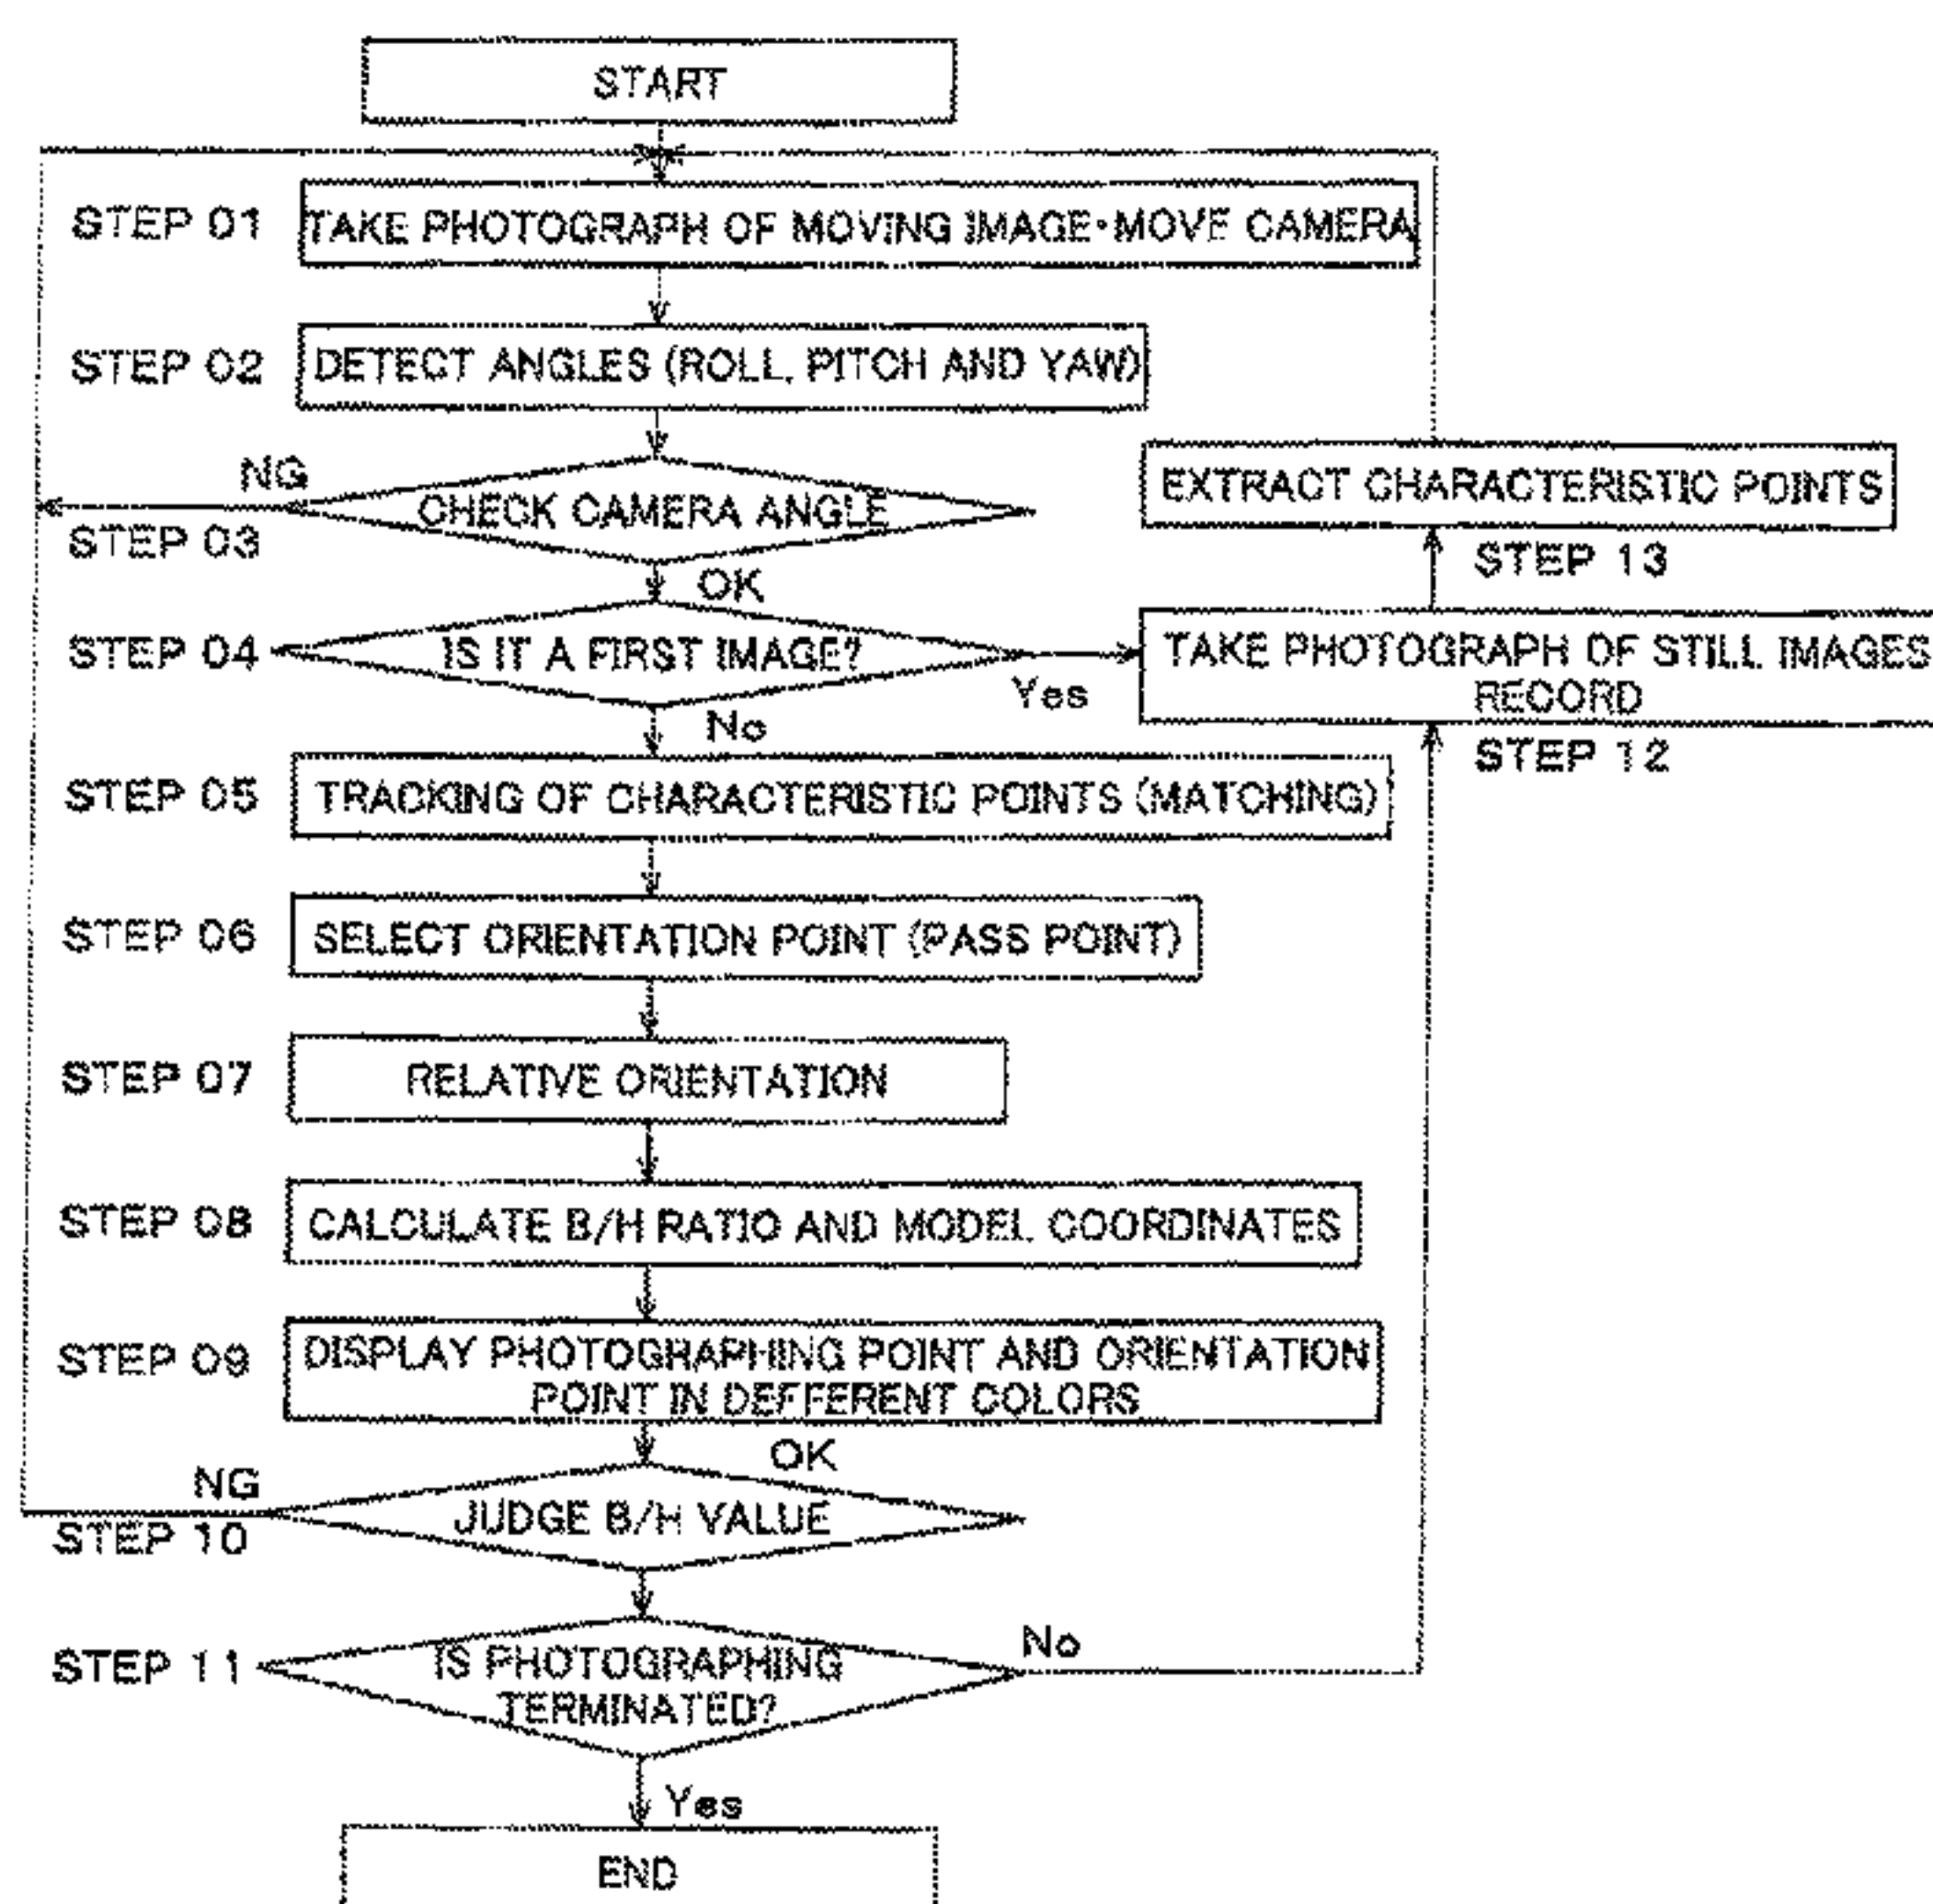 START
STEP 01
TAKE PHOTOGRAPH OF MOVING IMAGE·MOVE CAMERA
STEP 02
DETECT ANGLES (ROLL, PITCH AND YAW)
NG
CHECK CAMERA ANGLE
STEP 03
OK
EXTRACT CHARACTERISTIC POINTS
STEP 13
STEP 04
IS IT A FIRST IMAGE?
Yes
No
TAKE PHOTOGRAPH OF STILL IMAGES
RECORD
STEP 12
STEP 05
TRACKING OF CHARACTERISTIC POINTS (MATCHING)
STEP 06
SELECT ORIENTATION POINT (PASS POINT)
STEP 07
RELATIVE ORIENTATION
STEP 08
CALCULATE B/H RATIO AND MODEL COORDINATES
STEP 09
DISPLAY PHOTOGRAPHING POINT AND ORIENTATION
POINT IN DEFFERENT COLORS
OK
NG
JUDGE B/H VALUE
STEP 10
STEP 11
IS PHOTOGRAPHING
TERMINATED?
No
Yes
END